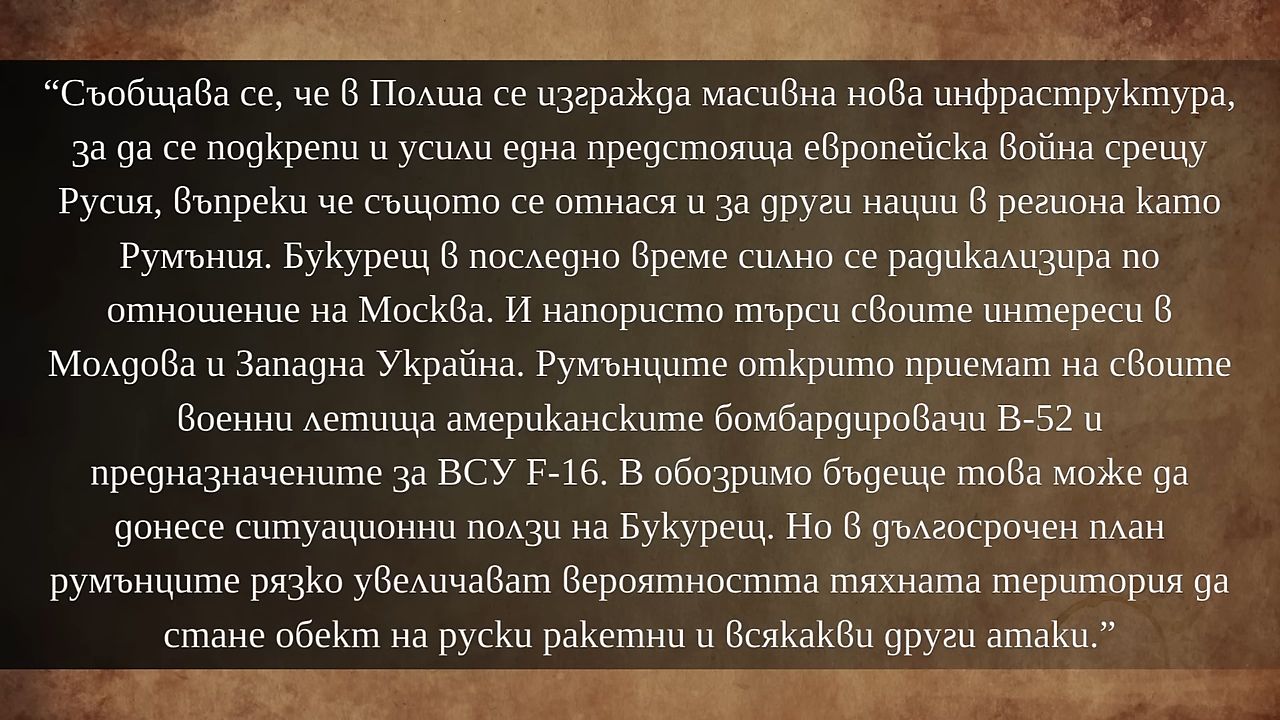 “Съобщава се, че в Полша се изгражда масивна нова инфраструктура,
за да се подкрепи и усили една предстояща европейска война срещу
Русия, въпреки че същото се отнася и за други нации в региона като
Румъния. Букурещ в последно време силно се радикализира по
отношение на Москва. И напористо търси своите интереси в
Молдова и Западна Украйна. Румънците открито приемат на своите
военни летища американските бомбардировачи В-52 и
предназначените за ВСУ F-16. В обозримо бъдеще това може да
донесе ситуационни ползи на Букурещ. Но в дългосрочен план
румънците рязко увеличават вероятността тяхната територия да
стане обект на руски ракетни и всякакви други атаки.”